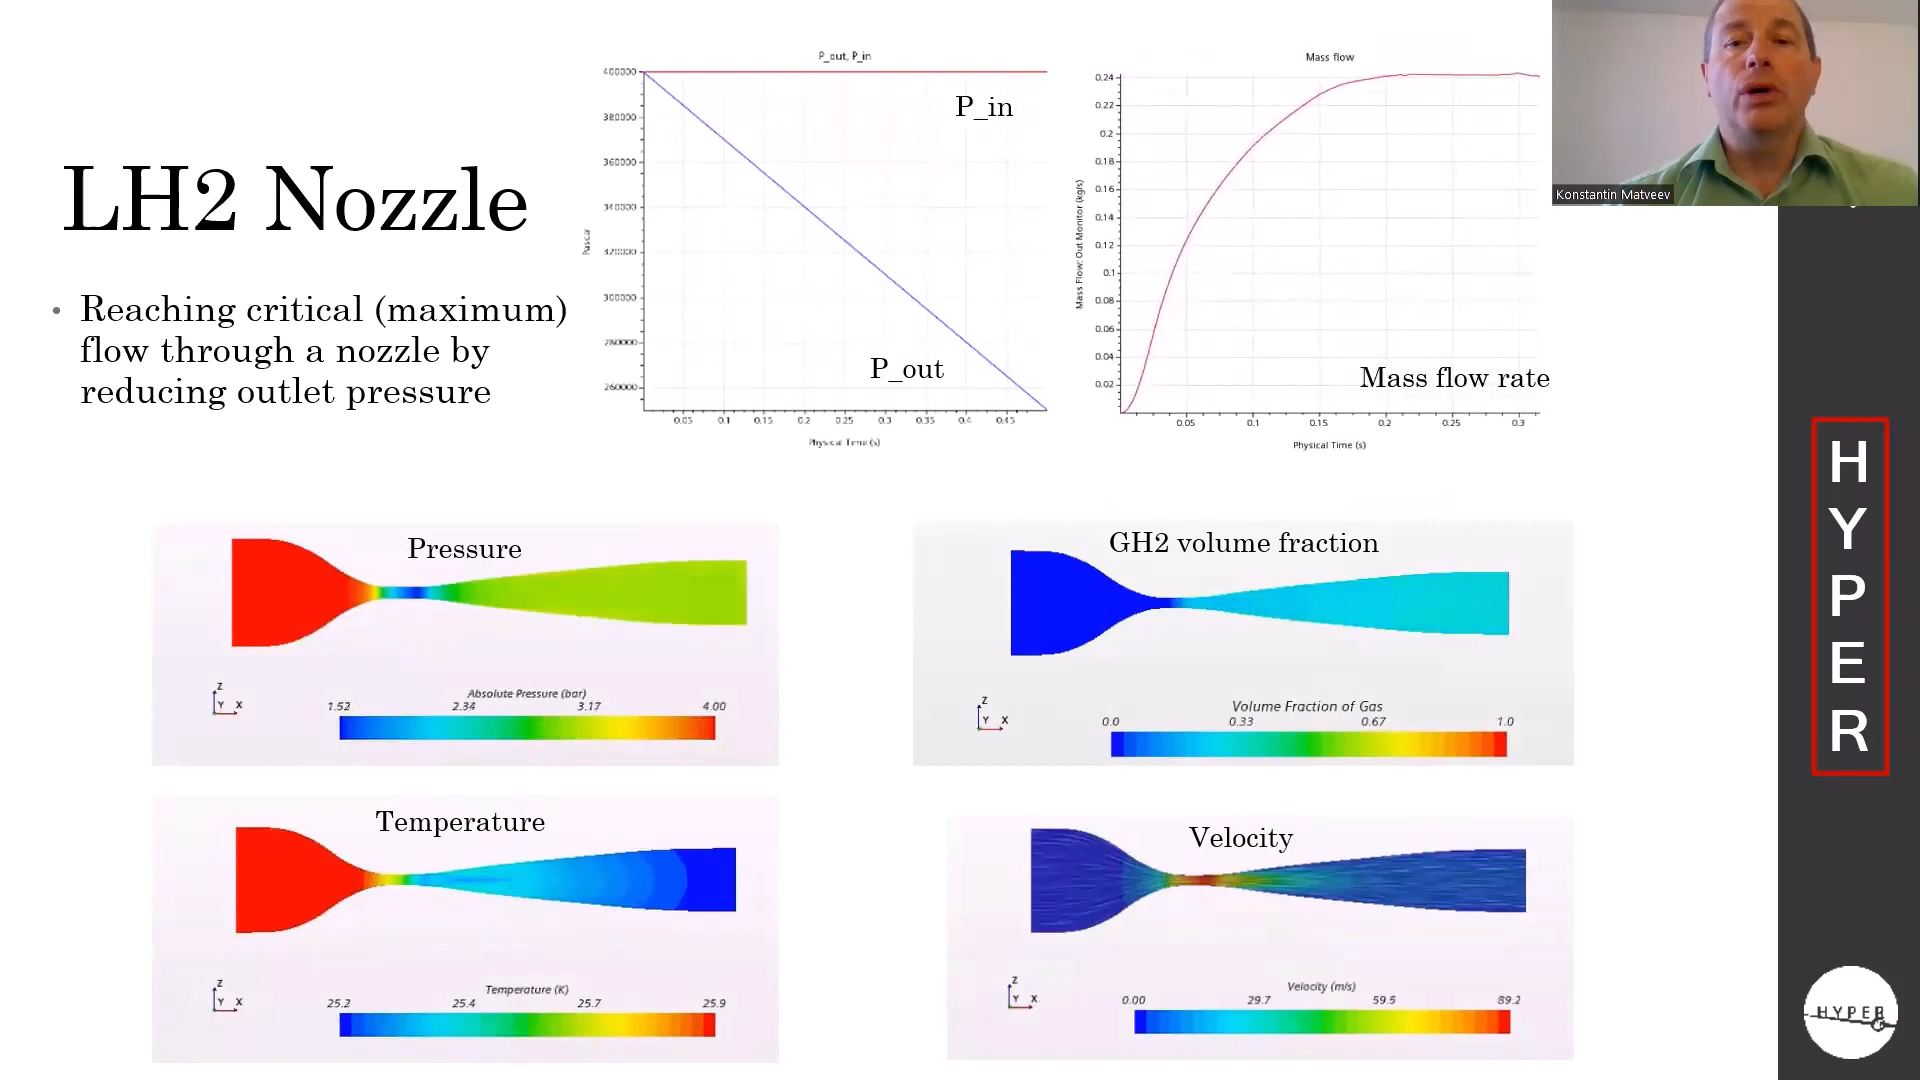 LH2 Nozzle
• Reaching critical (maximum)
flow through a nozzle by
reducing outlet pressure
P_out, P_in
400000
380000
360000
340000
320000
300000
280000
260000
Pascal
P_in
P_out
0.05 0.1 0.15 0.2 0.25 0.3 0.35 0.4 0.45
Physical Time (s)
Mass flow
0.24
0.22
0.2
0.18
0.16
0.14
0.12
0.1
0.08
0.06
0.04
0.02
Mass Flow: Out Monitor (kg/s)
Mass flow rate
0.05 0.1 0.15 0.2 0.25 0.3
Physical Time (s)
Konstantin Matveev
Pressure
Z
Y X
Absolute Pressure (bar)
1.52 2.34 3.17 4.00
GH2 volume fraction
Z
Y X
Volume Fraction of Gas
0.0 0.33 0.67 1.0
Temperature
Z
Y X
Temperature (K)
25.2 25.4 25.7 25.9
Velocity
Z
Y X
Velocity (m/s)
0.00 29.7 59.5 89.2
H
Y
P
E
R
HYPER